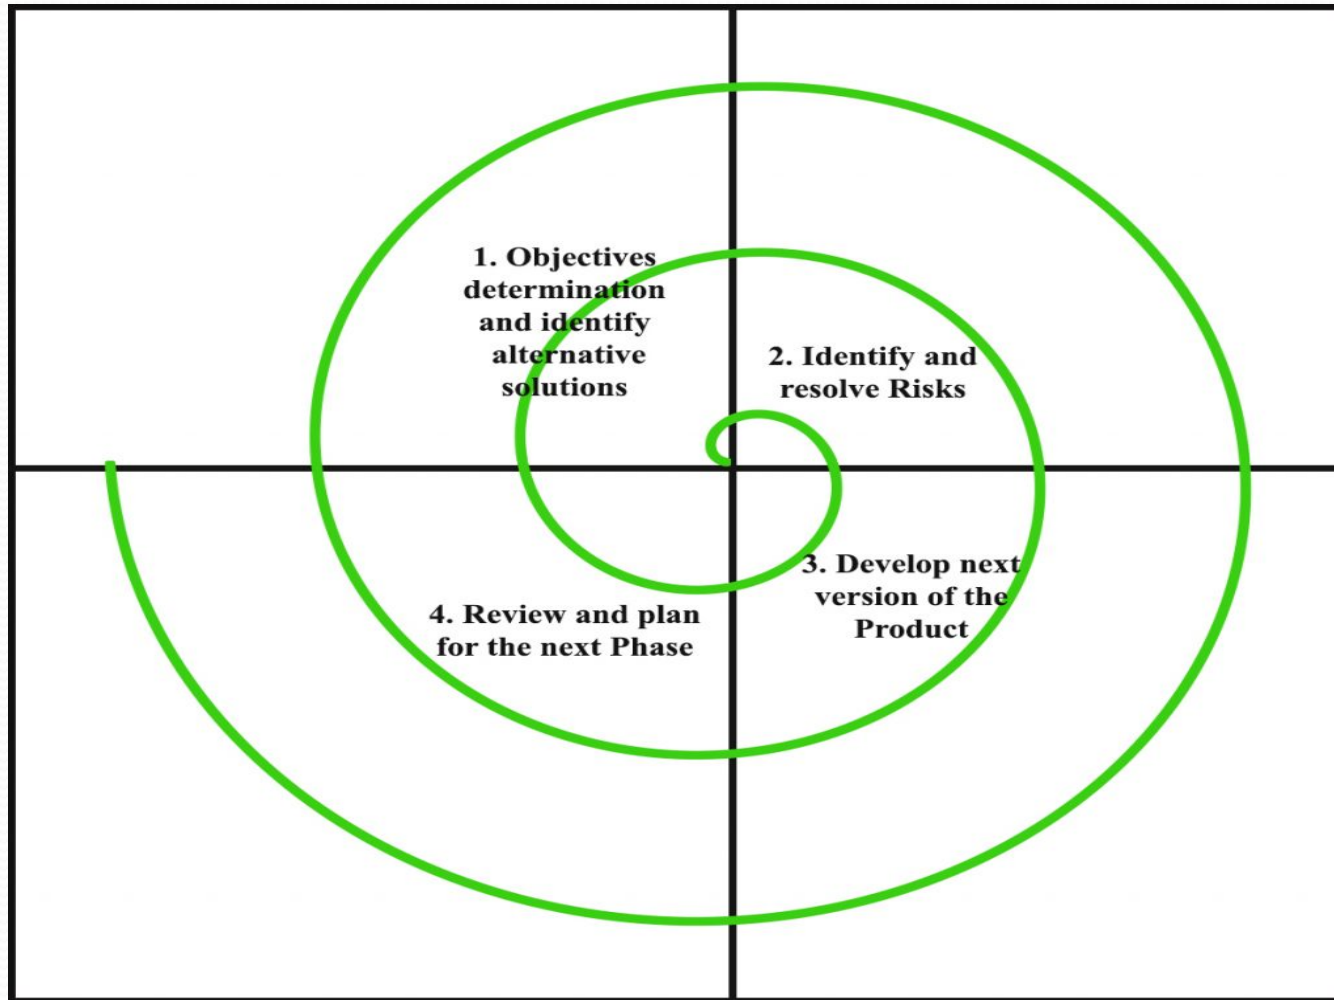 1. Objectives
determination
and identify
alternative
solutions
2. Identify and
resolve Risks
3. Develop next
version of the
Product
4. Review and plan
for the next Phase